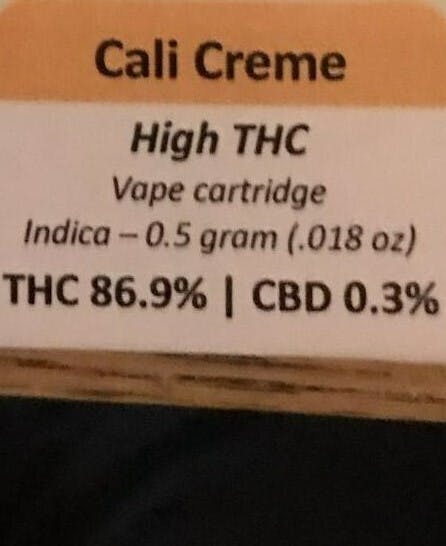 Cali Creme
High THC
Vape cartridge
Indica – 0.5 gram (.018 oz)
THC 86.9% | CBD 0.3%